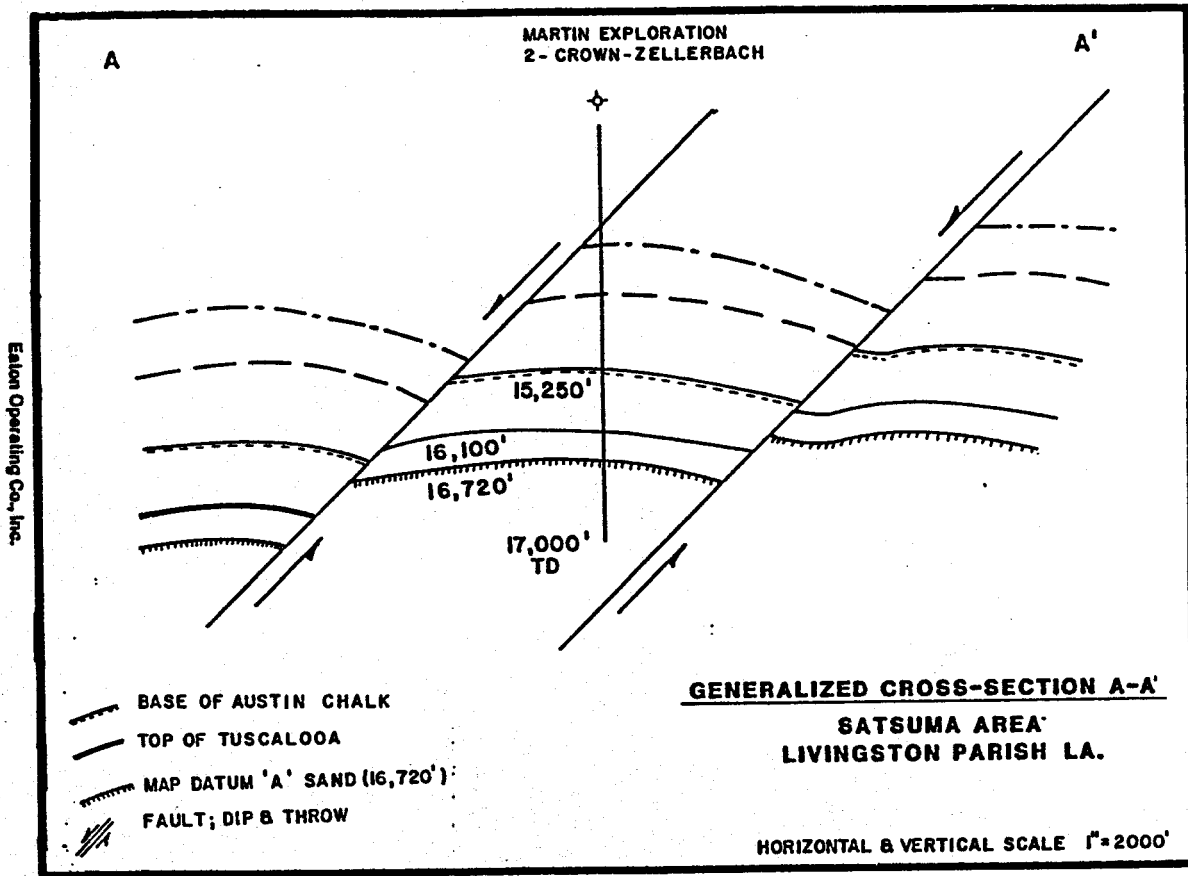 MARTIN EXPLORATION
2- CROWN-ZELLERBACH
A
A'
15,250'
16,100'
16,720'
17,000'
TD
Eaton Operating Co., Inc.
BASE OF AUSTIN CHALK
TOP OF TUSCALOOA
MAP DATUM 'A' SAND (16,720')
FAULT; DIP & THROW
GENERALIZED CROSS-SECTION A-A'
SATSUMA AREA
LIVINGSTON PARISH LA.
HORIZONTAL & VERTICAL SCALE 1"=2000'